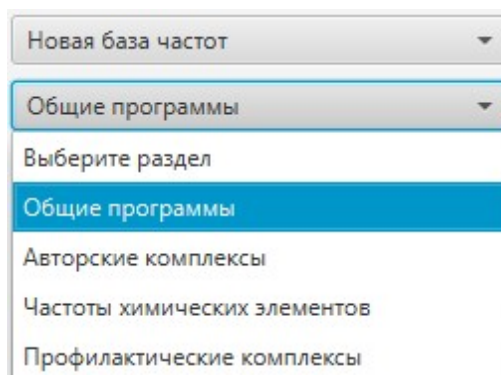 Новая база частот
Общие программы
Выберите раздел
Общие программы
Авторские комплексы
Частоты химических элементов
Профилактические комплексы